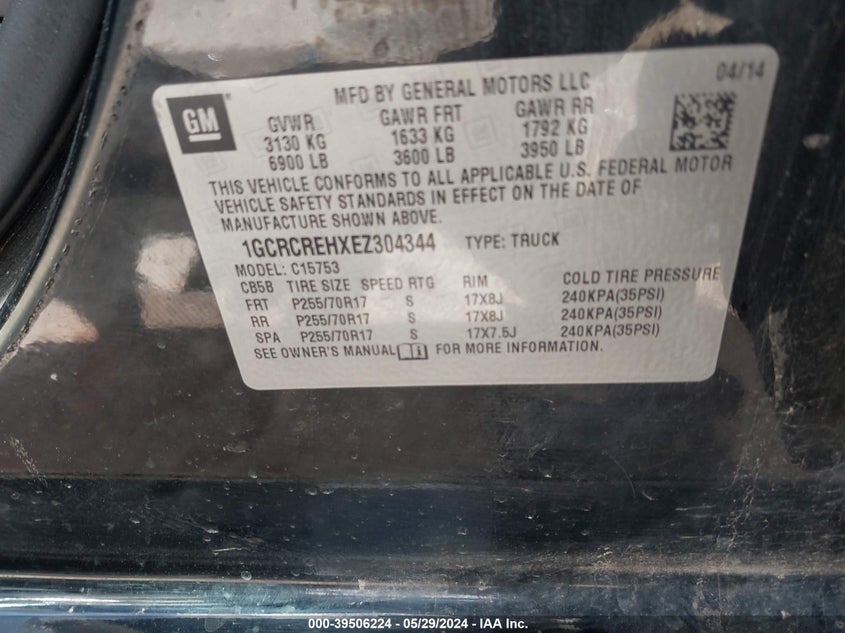 MFD BY GENERAL MOTORS LLC 04/14
GM
GVWR GAWR FRT GAWR RR
3130 KG 1633 KG 1792 KG
6900 LB 3600 LB 3950 LB
THIS VEHICLE CONFORMS TO ALL APPLICABLE U.S. FEDERAL MOTOR
VEHICLE SAFETY STANDARDS IN EFFECT ON THE DATE OF
MANUFACTURE SHOWN ABOVE.
1GCRCREHXEZ304344 TYPE: TRUCK
MODEL: C15753
CB5B TIRE SIZE SPEED RTG RIM COLD TIRE PRESSURE
FRT P255/70R17 S 17X8J 240KPA(35PSI)
RR P255/70R17 S 17X8J 240KPA(35PSI)
SPA P255/70R17 S 17X7.5J 240KPA(35PSI)
SEE OWNER'S MANUAL FOR MORE INFORMATION.
000-39506224 - 05/29/2024 - IAA Inc.